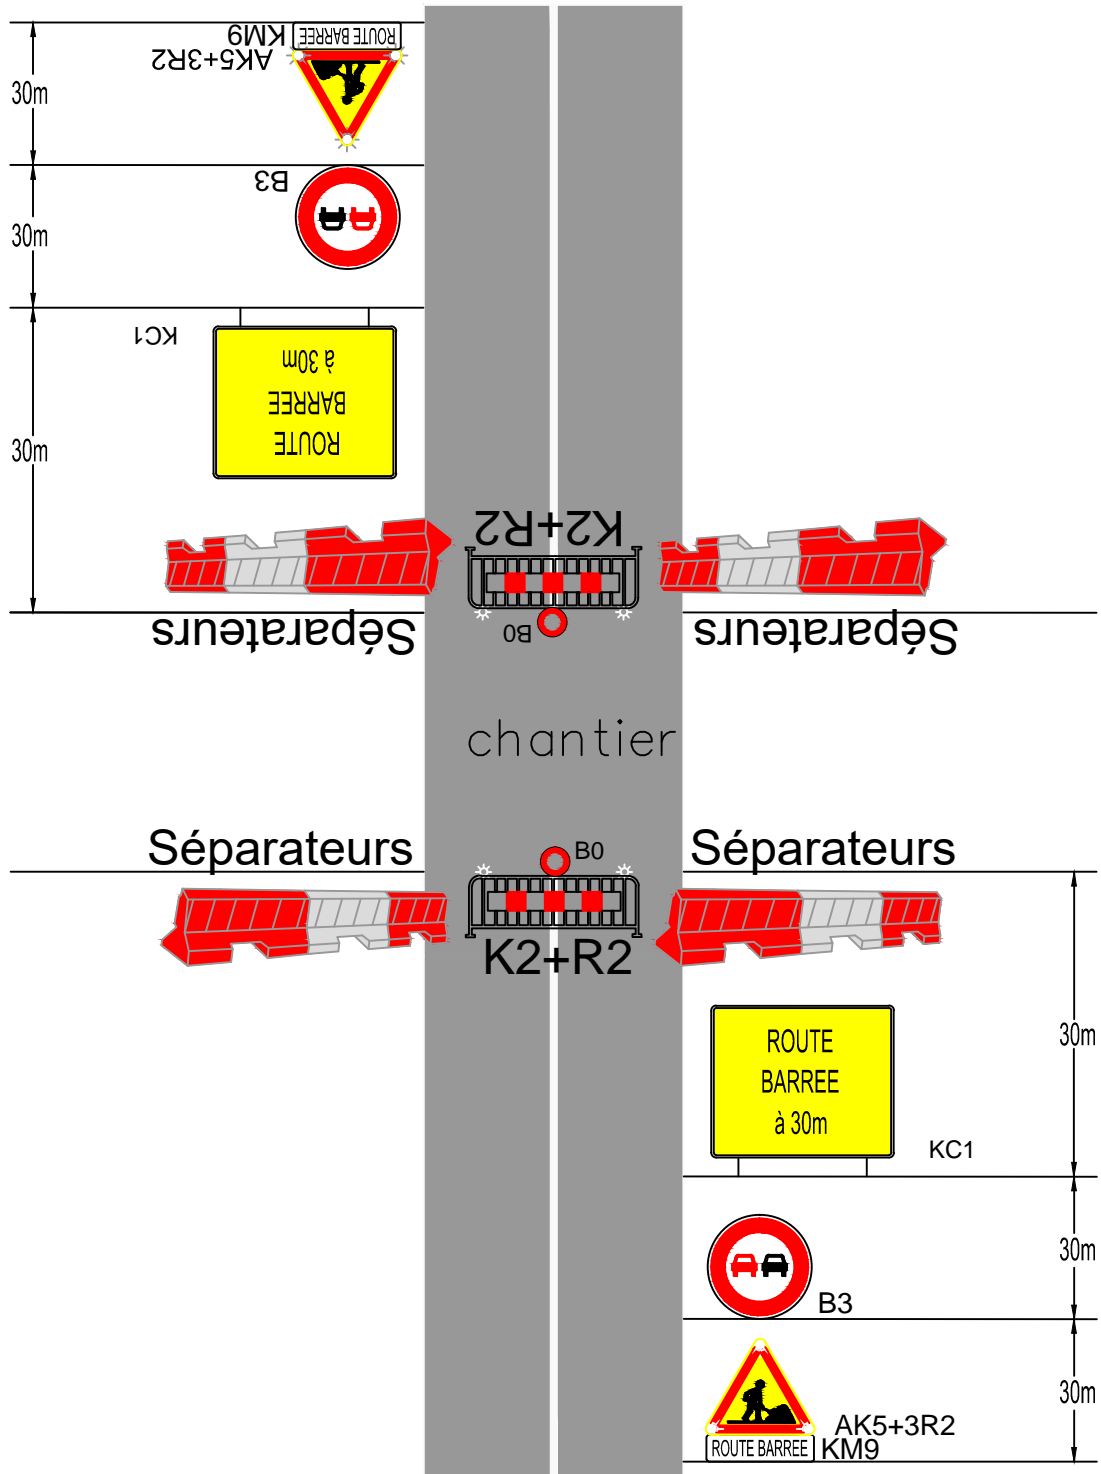 KM9
ROUTE BARREE
AK5+3R2
30m
B3
30m
KC1
à 30m
BARREE
ROUTE
30m
K2+R2
B0
Séparateurs
Séparateurs
chantier
Séparateurs
B0
Séparateurs
K2+R2
ROUTE
BARREE
à 30m
30m
KC1
30m
B3
30m
AK5+3R2
ROUTE BARREE
KM9